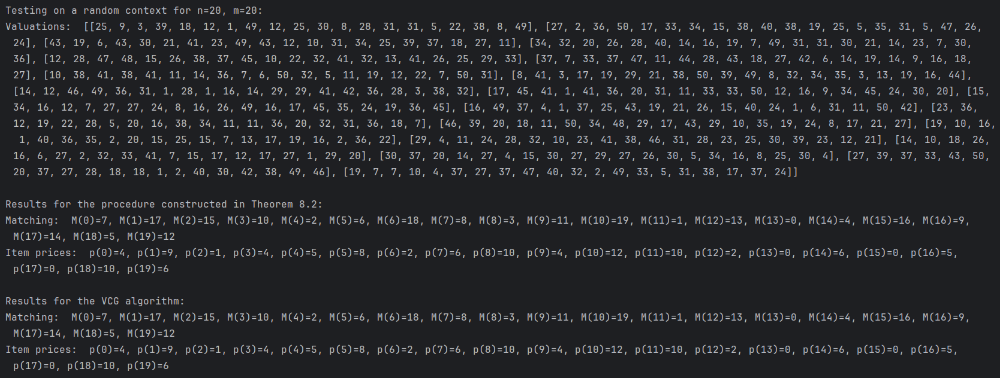 Testing on a random context for n=20, m=20:
Valuations:  [[25, 9, 3, 39, 18, 12, 1, 49, 12, 25, 30, 8, 28, 31, 31, 5, 22, 38, 8, 49], [27, 2, 36, 50, 17, 33, 34, 15, 38, 40, 38, 19, 25, 5, 35, 31, 5, 47, 26,
24], [43, 19, 6, 43, 30, 21, 41, 23, 49, 43, 12, 10, 31, 34, 25, 39, 37, 18, 27, 11], [34, 32, 20, 26, 28, 40, 14, 16, 19, 7, 49, 31, 31, 30, 21, 14, 23, 7, 30,
36], [12, 28, 47, 48, 15, 26, 38, 37, 45, 10, 22, 32, 41, 32, 13, 41, 26, 25, 29, 33], [37, 7, 33, 37, 47, 11, 44, 28, 43, 18, 27, 42, 6, 14, 19, 14, 9, 16, 18,
27], [10, 38, 41, 38, 41, 11, 14, 36, 7, 6, 50, 32, 5, 11, 19, 12, 22, 7, 50, 31], [8, 41, 3, 17, 19, 29, 21, 38, 50, 39, 49, 8, 32, 34, 35, 3, 13, 19, 16, 44],
[14, 12, 46, 49, 36, 31, 1, 28, 1, 16, 14, 29, 29, 41, 42, 36, 28, 3, 38, 32], [17, 45, 41, 1, 41, 36, 20, 31, 11, 33, 33, 50, 12, 16, 9, 34, 45, 24, 30, 20], [15,
34, 16, 12, 7, 27, 27, 24, 8, 16, 26, 49, 16, 17, 45, 35, 24, 19, 36, 45], [16, 49, 37, 4, 1, 37, 25, 43, 19, 21, 26, 15, 40, 24, 1, 6, 31, 11, 50, 42], [23, 36,
12, 19, 22, 28, 5, 20, 16, 38, 34, 11, 11, 36, 20, 32, 31, 36, 18, 7], [46, 39, 20, 18, 11, 50, 34, 48, 29, 17, 43, 29, 10, 35, 19, 24, 8, 17, 21, 27], [19, 10, 16,
1, 40, 36, 35, 2, 20, 15, 25, 15, 7, 13, 17, 19, 16, 2, 36, 22], [29, 4, 11, 24, 28, 32, 10, 23, 41, 38, 46, 31, 28, 23, 25, 30, 39, 23, 12, 21], [14, 10, 18, 26,
16, 6, 27, 2, 32, 33, 41, 7, 15, 17, 12, 17, 27, 1, 29, 20], [30, 37, 20, 14, 27, 4, 15, 30, 27, 29, 27, 26, 30, 5, 34, 16, 8, 25, 30, 4], [27, 39, 37, 33, 43, 50,
20, 37, 27, 28, 18, 18, 1, 2, 40, 30, 42, 38, 49, 46], [19, 7, 7, 10, 4, 37, 27, 37, 47, 40, 32, 2, 49, 33, 5, 31, 38, 17, 37, 24]]
Results for the procedure constructed in Theorem 8.2:
Matching:  M(0)=7, M(1)=17, M(2)=15, M(3)=10, M(4)=2, M(5)=6, M(6)=18, M(7)=8, M(8)=3, M(9)=11, M(10)=19, M(11)=1, M(12)=13, M(13)=0, M(14)=4, M(15)=16, M(16)=9,
M(17)=14, M(18)=5, M(19)=12
Item prices:  p(0)=4, p(1)=9, p(2)=1, p(3)=4, p(4)=5, p(5)=8, p(6)=2, p(7)=6, p(8)=10, p(9)=4, p(10)=12, p(11)=10, p(12)=2, p(13)=0, p(14)=6, p(15)=0, p(16)=5,
p(17)=0, p(18)=10, p(19)=6
Results for the VCG algorithm:
Matching:  M(0)=7, M(1)=17, M(2)=15, M(3)=10, M(4)=2, M(5)=6, M(6)=18, M(7)=8, M(8)=3, M(9)=11, M(10)=19, M(11)=1, M(12)=13, M(13)=0, M(14)=4, M(15)=16, M(16)=9,
M(17)=14, M(18)=5, M(19)=12
Item prices:  p(0)=4, p(1)=9, p(2)=1, p(3)=4, p(4)=5, p(5)=8, p(6)=2, p(7)=6, p(8)=10, p(9)=4, p(10)=12, p(11)=10, p(12)=2, p(13)=0, p(14)=6, p(15)=0, p(16)=5,
p(17)=0, p(18)=10, p(19)=6